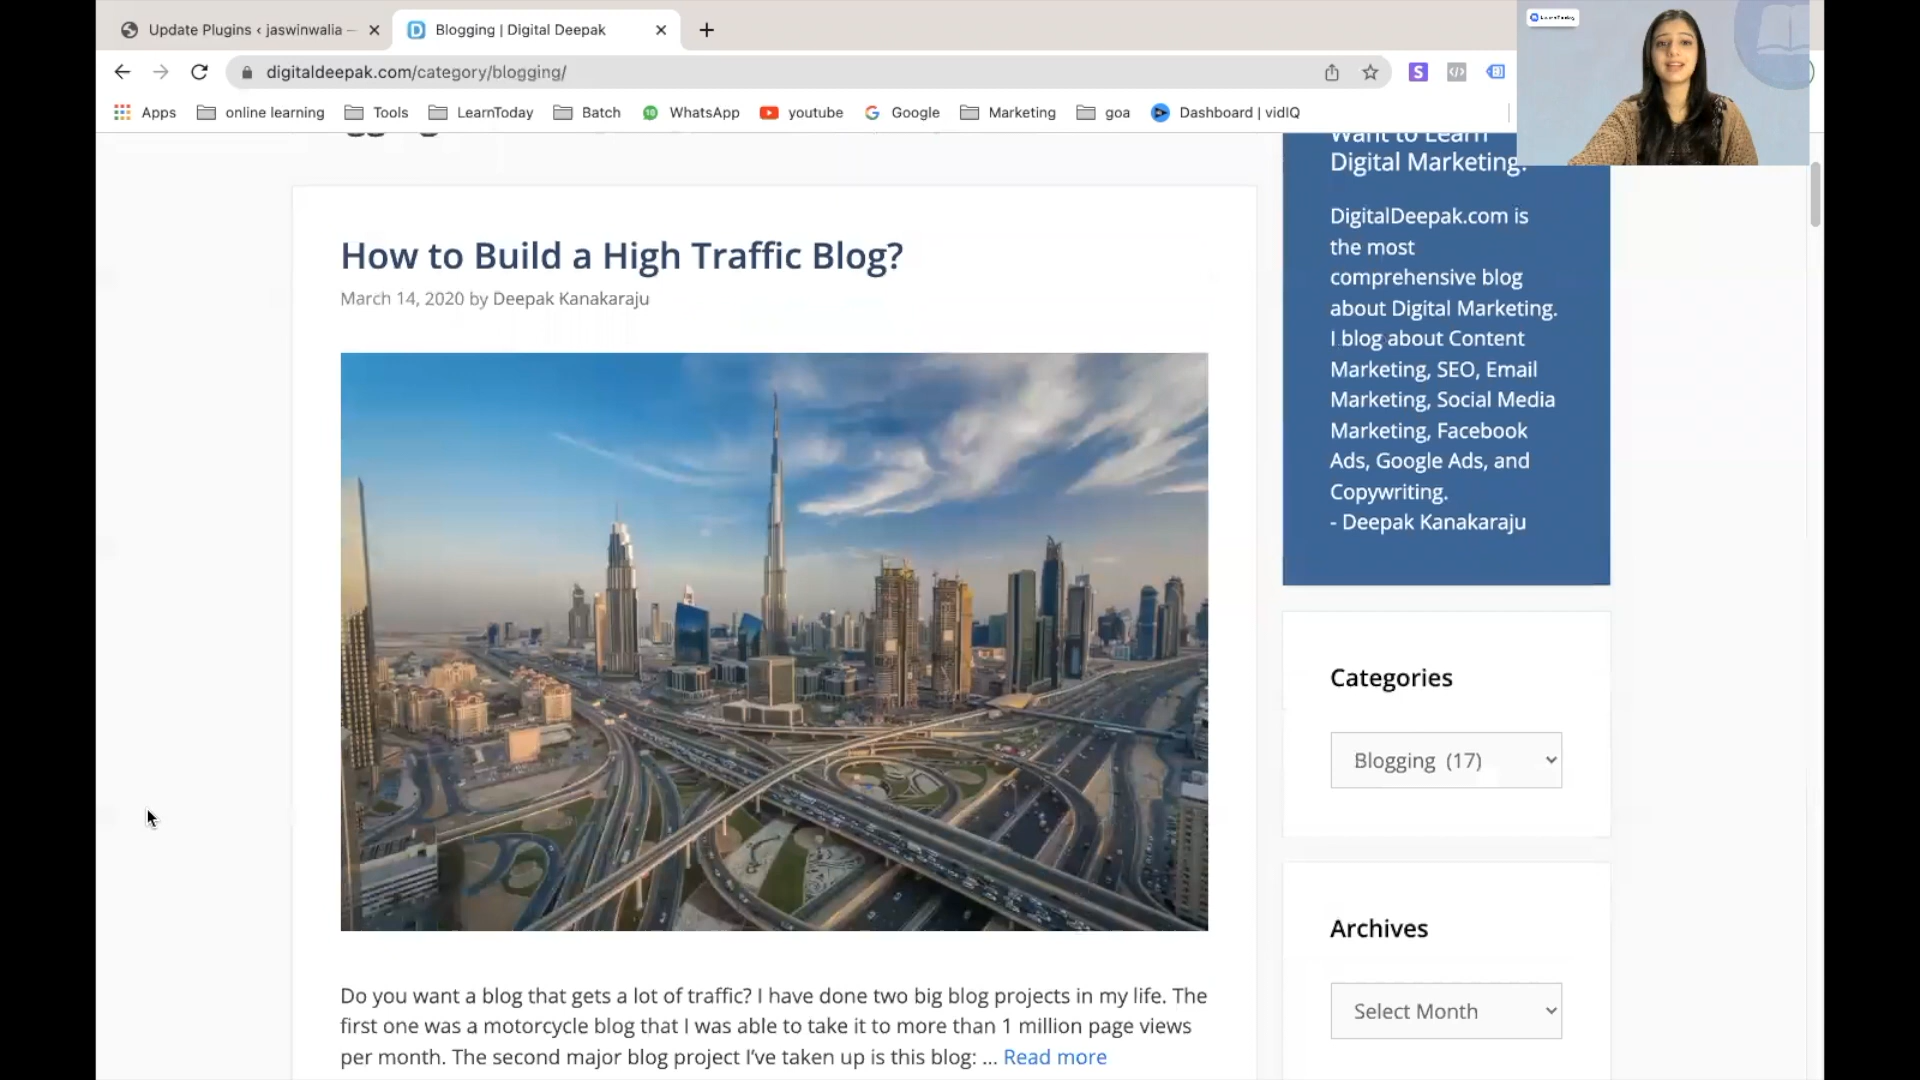 Update Plugins ‹ jaswinwalia —
Blogging | Digital Deepak
digitaldeepak.com/category/blogging/
Apps
online learning
Tools
LearnToday
Batch
WhatsApp
youtube
Google
Marketing
goa
Dashboard | vidIQ
How to Build a High Traffic Blog?
March 14, 2020 by Deepak Kanakaraju
Do you want a blog that gets a lot of traffic? I have done two big blog projects in my life. The
first one was a motorcycle blog that I was able to take it to more than 1 million page views
per month. The second major blog project I've taken up is this blog: ... Read more
Want to Learn
Digital Marketing?
DigitalDeepak.com is
the most
comprehensive blog
about Digital Marketing.
I blog about Content
Marketing, SEO, Email
Marketing, Social Media
Marketing, Facebook
Ads, Google Ads, and
Copywriting.
- Deepak Kanakaraju
Categories
Blogging (17)
Archives
Select Month